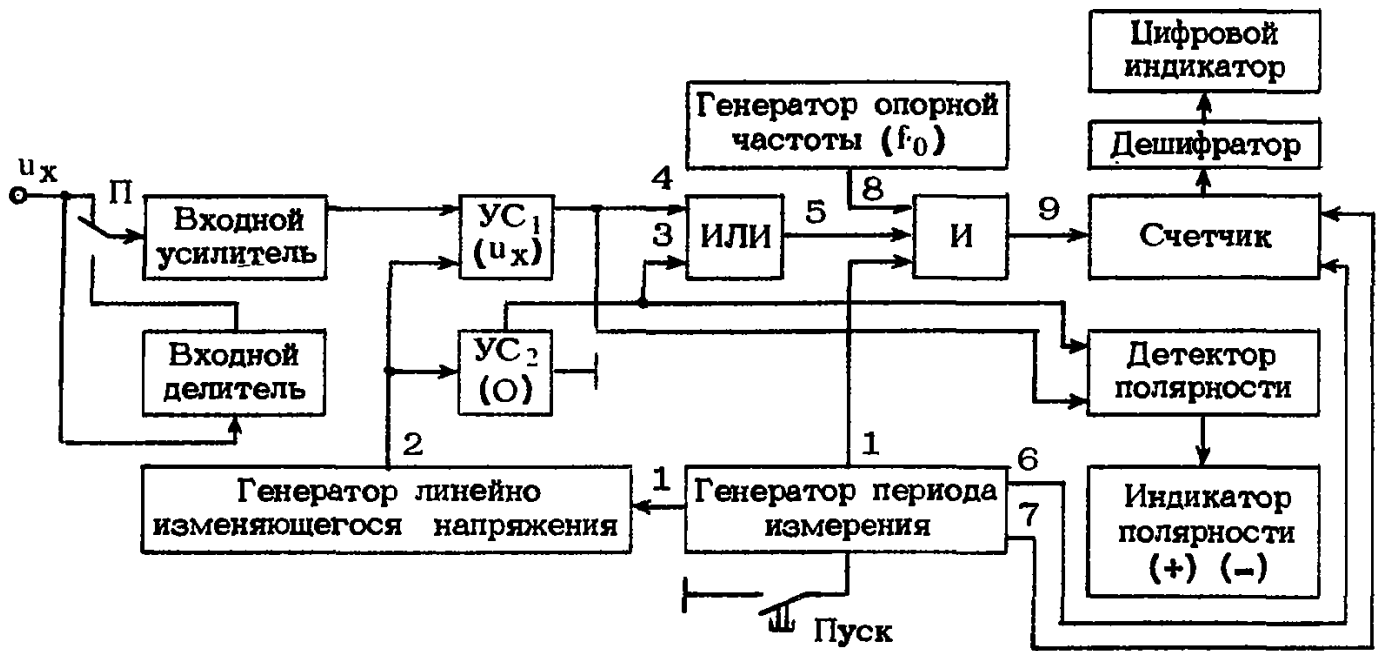 Цифровой
индикатор
Генератор опорной
частоты (f0)
Дешифратор
ux
П
Входной
усилитель
УС1
(ux)
4
3
ИЛИ
5
8
И
9
Счетчик
Входной
делитель
УС2
(О)
Детектор
полярности
2
1
1
6
7
Генератор линейно
изменяющегося напряжения
Генератор периода
измерения
Индикатор
полярности
(+) (−)
Пуск